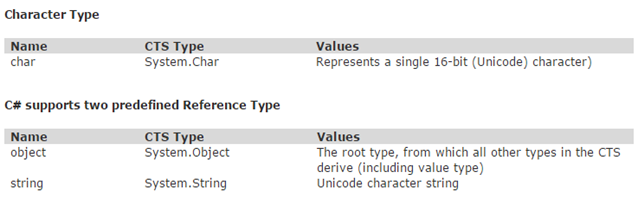 Character Type
Name CTS Type Values
char System.Char Represents a single 16-bit (Unicode) character)
C# supports two predefined Reference Type
Name CTS Type Values
object System.Object The root type, from which all other types in the CTS
derive (including value type)
string System.String Unicode character string